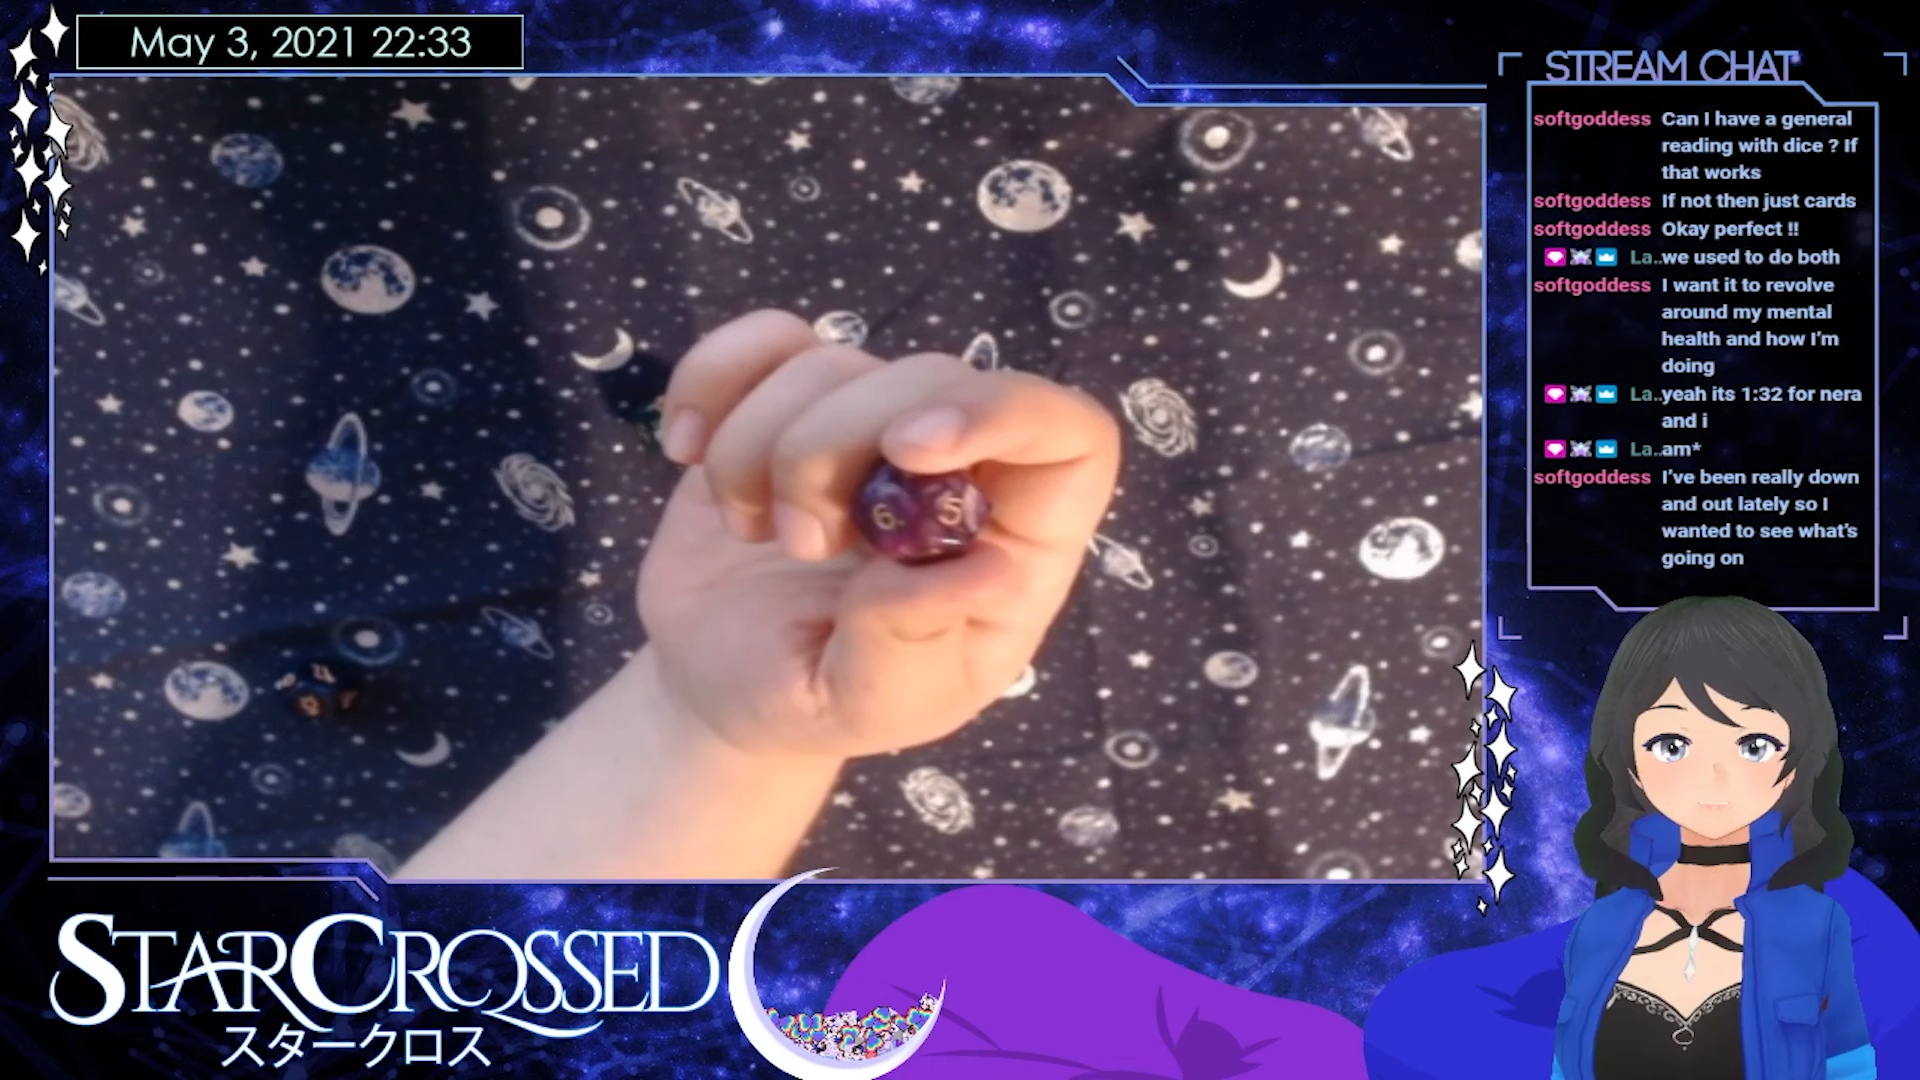 May 3, 2021 22:33
STREAM CHAT
softgoddess Can I have a general
reading with dice ? If
that works
softgoddess If not then just cards
softgoddess Okay perfect !!
La..we used to do both
softgoddess I want it to revolve
around my mental
health and how I'm
doing
La..yeah its 1:32 for nera
and i
La..am*
softgoddess I've been really down
and out lately so I
wanted to see what's
going on
6 5
STARCROSSED
スタークロス